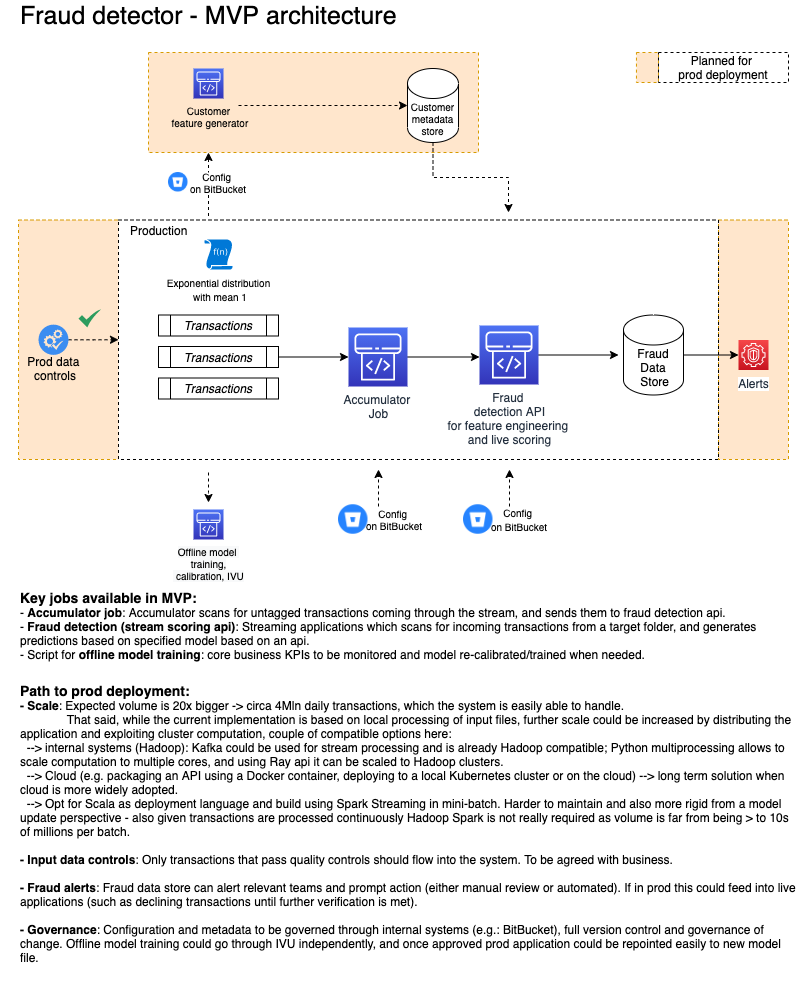 Fraud detector - MVP architecture
Planned for
prod deployment
Customer
feature generator
Customer
metadata
store
Config
on BitBucket
Production
f(n)
Exponential distribution
with mean 1
Transactions
Transactions
Transactions
Prod data
controls
Accumulator
Job
Fraud
detection API
for feature engineering
and live scoring
Fraud
Data
Store
Alerts
Offline model
training,
calibration, IVU
Config
on BitBucket
Config
on BitBucket
Key jobs available in MVP:
- Accumulator job: Accumulator scans for untagged transactions coming through the stream, and sends them to fraud detection api.
- Fraud detection (stream scoring api): Streaming applications which scans for incoming transactions from a target folder, and generates
predictions based on specified model based on an api.
- Script for offline model training: core business KPIs to be monitored and model re-calibrated/trained when needed.
Path to prod deployment:
- Scale: Expected volume is 20x bigger -> circa 4Mln daily transactions, which the system is easily able to handle.
That said, while the current implementation is based on local processing of input files, further scale could be increased by distributing the
application and exploiting cluster computation, couple of compatible options here:
--> internal systems (Hadoop): Kafka could be used for stream processing and is already Hadoop compatible; Python multiprocessing allows to
scale computation to multiple cores, and using Ray api it can be scaled to Hadoop clusters.
--> Cloud (e.g. packaging an API using a Docker container, deploying to a local Kubernetes cluster or on the cloud) --> long term solution when
cloud is more widely adopted.
--> Opt for Scala as deployment language and build using Spark Streaming in mini-batch. Harder to maintain and also more rigid from a model
update perspective - also given transactions are processed continuously Hadoop Spark is not really required as volume is far from being > to 10s
of millions per batch.
- Input data controls: Only transactions that pass quality controls should flow into the system. To be agreed with business.
- Fraud alerts: Fraud data store can alert relevant teams and prompt action (either manual review or automated). If in prod this could feed into live
applications (such as declining transactions until further verification is met).
- Governance: Configuration and metadata to be governed through internal systems (e.g.: BitBucket), full version control and governance of
change. Offline model training could go through IVU independently, and once approved prod application could be repointed easily to new model
file.